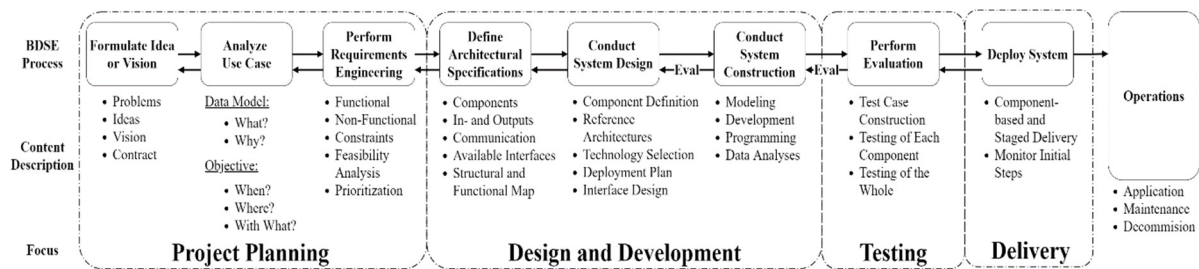 BDSE
Process
Formulate Idea
or Vision
Analyze
Use Case
Perform
Requirements
Engineering
Define
Architectural
Specifications
Conduct
System Design
Eval
Conduct
System
Construction
Eval
Perform
Evaluation
Deploy System
Operations
Content
Description
• Problems
• Ideas
• Vision
• Contract
Data Model:
• What?
• Why?
Objective:
• When?
• Where?
• With What?
• Functional
• Non-Functional
• Constraints
• Feasibility
Analysis
• Prioritization
• Components
• In- and Outputs
• Communication
• Available Interfaces
• Structural and
Functional Map
• Component Definition
• Reference
Architectures
• Technology Selection
• Deployment Plan
• Interface Design
• Modeling
• Development
• Programming
• Data Analyses
• Test Case
Construction
• Testing of Each
Component
• Testing of the
Whole
• Component-
based and
Staged Delivery
• Monitor Initial
Steps
• Application
• Maintenance
• Decommision
Focus
Project Planning
Design and Development
Testing
Delivery